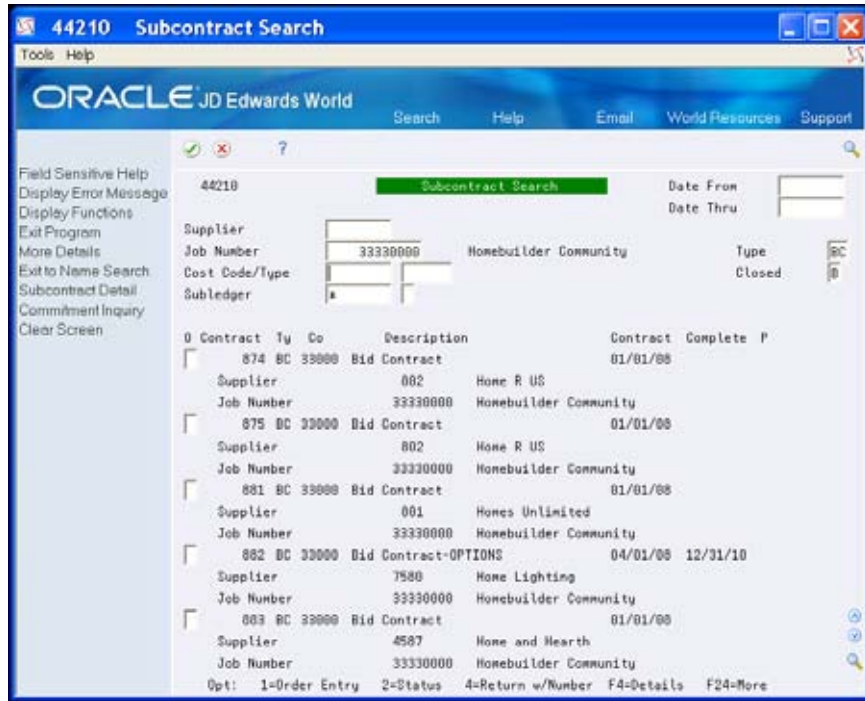 44210 Subcontract Search
Tools Help
ORACLE JD Edwards World
Search Help Email World Resources Support
Field Sensitive Help
Display Error Message
Display Functions
Exit Program
More Details
Exit to Name Search
Subcontract Detail
Commitment Inquiry
Clear Screen
?
44210 Subcontract Search Date From
Date Thru
Supplier
Job Number 33330000 Homebuilder Community Type BC
Cost Code/Type Closed
Subledger
O Contract Ty Co Description Contract Complete P
874 BC 33000 Bid Contract 01/01/08
Supplier Home R US
Job Number 33330000 Homebuilder Community
875 BC 33000 Bid Contract 01/01/08
Supplier Home R US
Job Number 33330000 Homebuilder Community
881 BC 33000 Bid Contract 01/01/08
Supplier Homes Unlimited
Job Number 33330000 Homebuilder Community
882 BC 33000 Bid Contract-OPTIONS 04/01/08 12/31/10
Supplier 7580 Home Lighting
Job Number 33330000 Homebuilder Community
883 BC 33000 Bid Contract 01/01/08
Supplier 4587 Home and Hearth
Job Number 33330000 Homebuilder Community
Opt: 1=Order Entry 2=Status 4=Return w/Number F4=Details F24=More